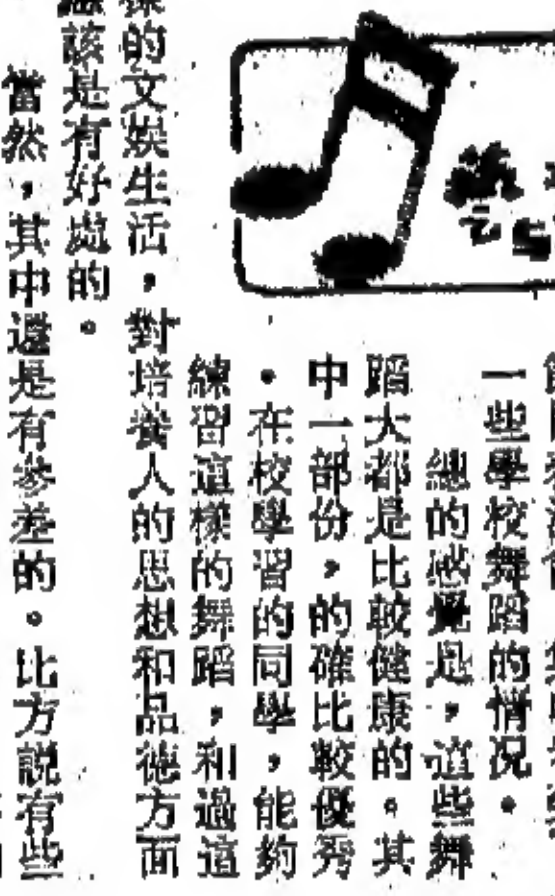 一些學校舞蹈的情況。
總的感覺是，這些舞
蹈大都是比較健康的。其
中一部份，的確比較優秀
。在校學習的同學，能夠
練習這樣的舞蹈，和過這
樣的文娛生活，對培養人的思想和品德方面
應該是有好處的。
當然，其中還是有參差的。比方說有些